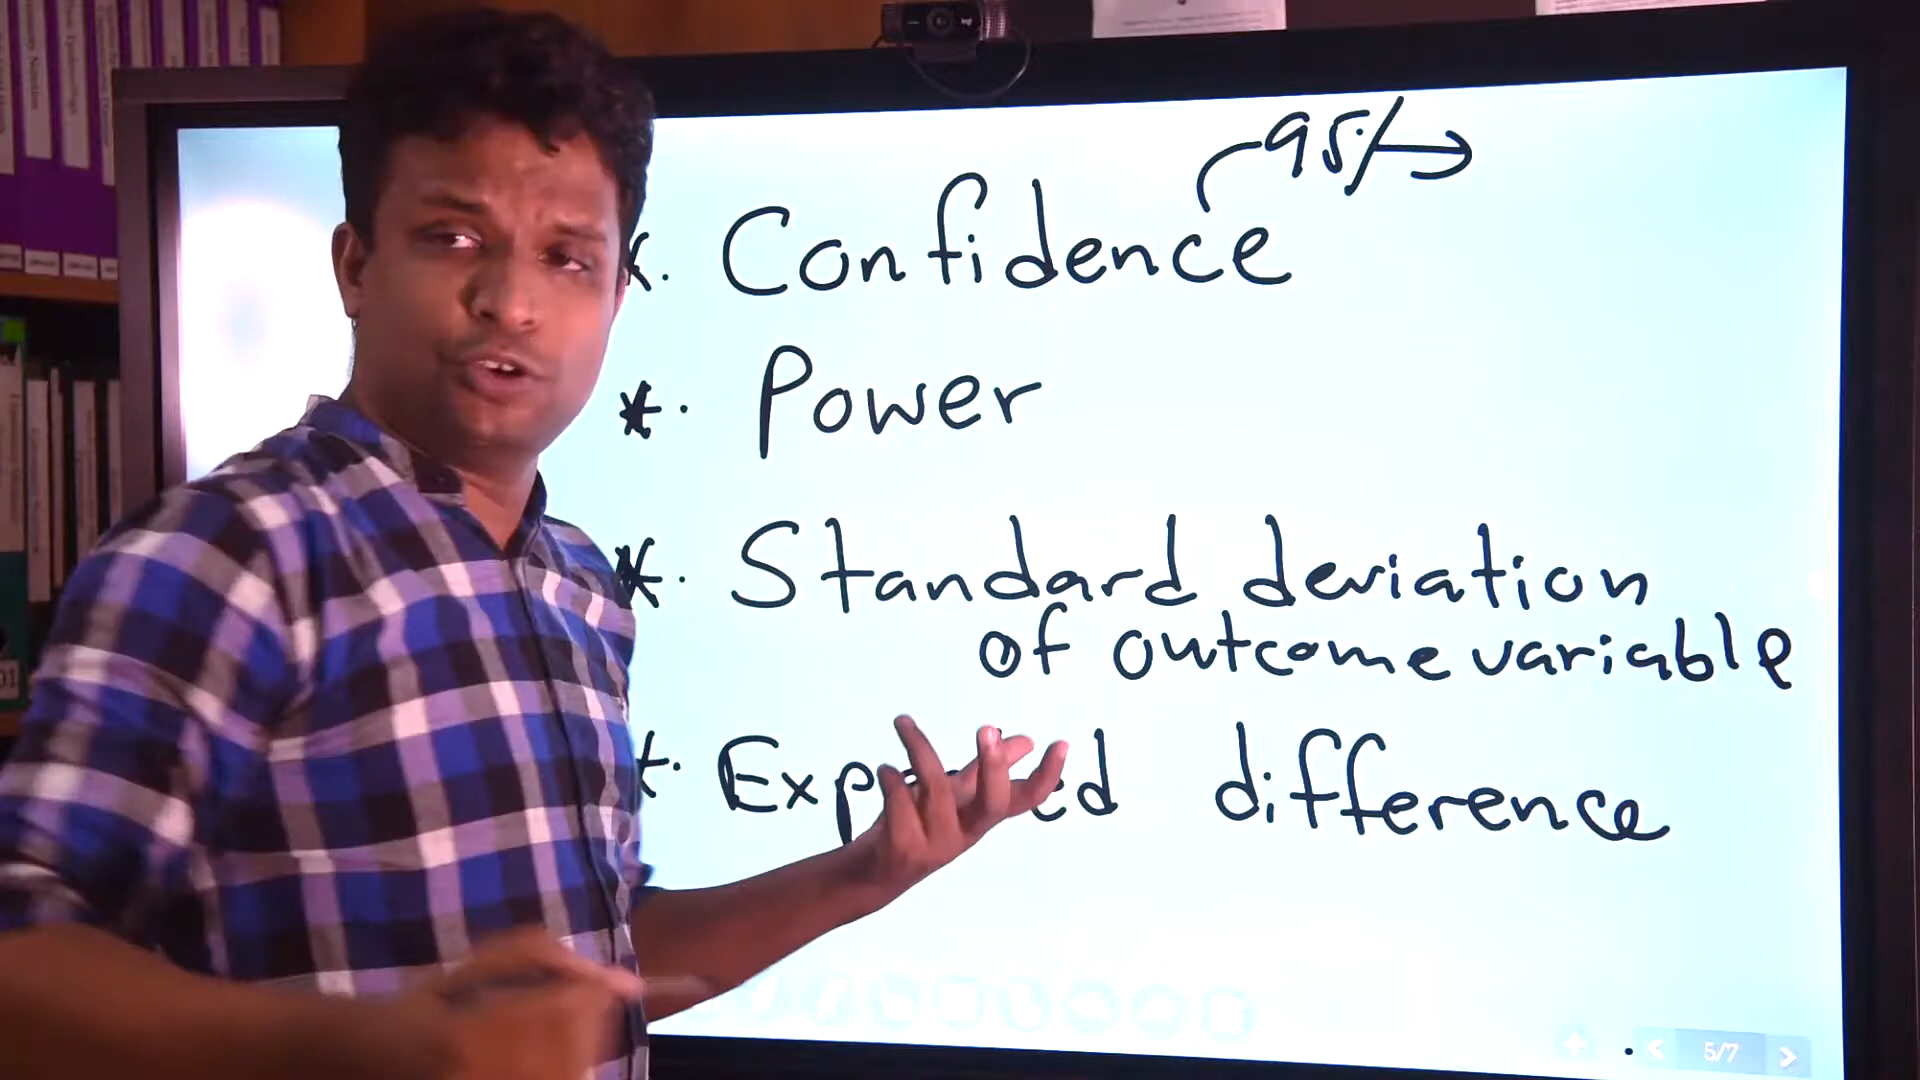 95% →
*. Confidence
*. Power
*. Standard deviation
of outcome variable
*. difference
5/7